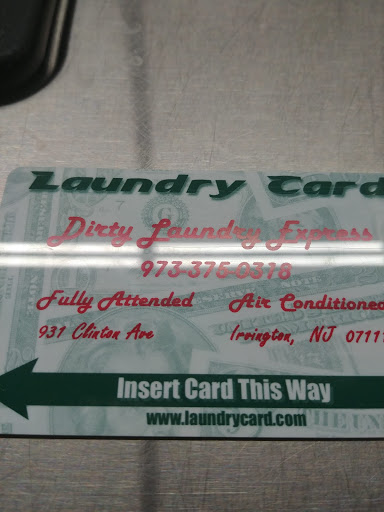 Laundry Card
Dirty Laundry Express
973-375-0318
Fully Attended Air Conditioned
931 Clinton Ave Irvington, NJ 07111
Insert Card This Way
www.laundrycard.com